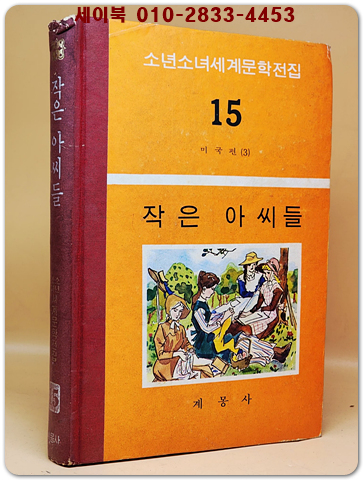 세이북 010-2833-4453
소년소녀세계문학전집
15
미국편 (3)
작은 아씨들
계몽사
작은 아씨들
15